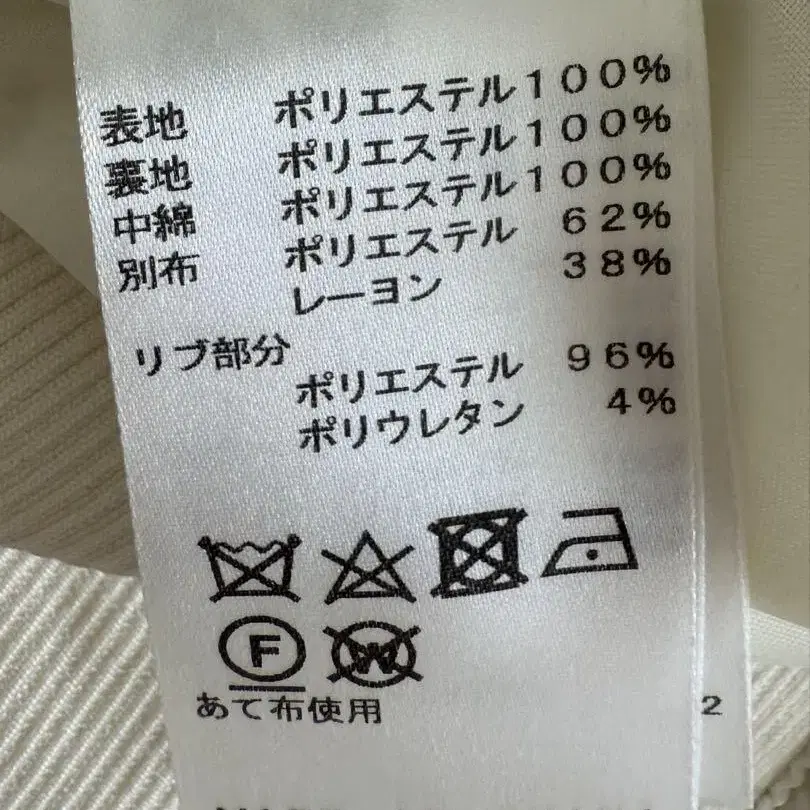 表地 ポリエステル100%
裏地 ポリエステル100%
中綿 ポリエステル100%
別布 ポリエステル 62%
レーヨン 38%
リブ部分
ポリエステル 96%
ポリウレタン 4%
F W
あて布使用
2